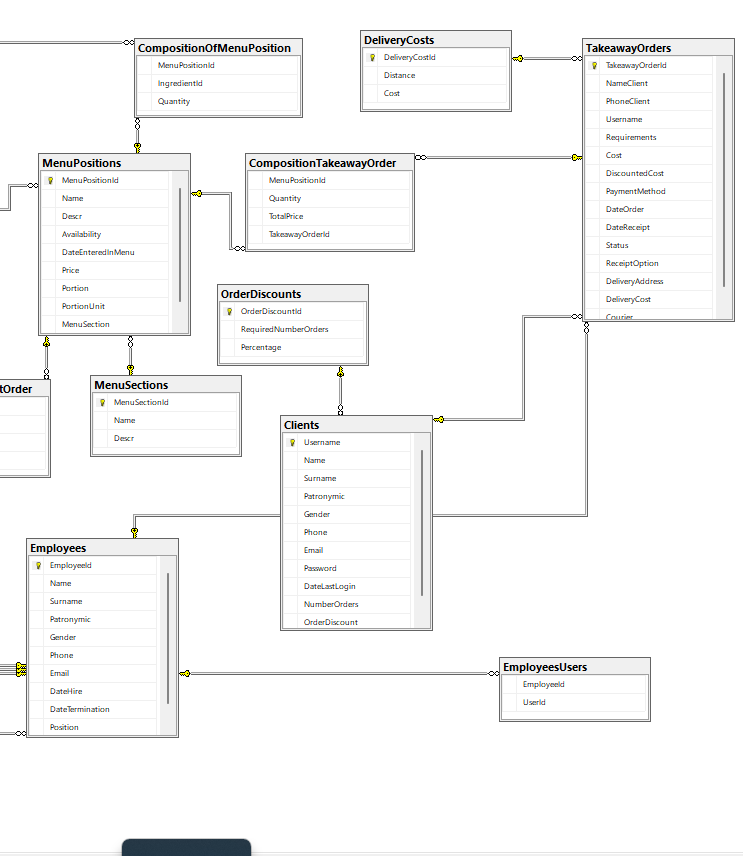 CompositionOfMenuPosition
MenuPositionId
IngredientId
Quantity
DeliveryCosts
DeliveryCostId
Distance
Cost
TakeawayOrders
TakeawayOrderId
NameClient
PhoneClient
Username
Requirements
Cost
DiscountedCost
PaymentMethod
DateOrder
DateReceipt
Status
ReceiptOption
DeliveryAddress
DeliveryCost
Courier
MenuPositions
MenuPositionId
Name
Descr
Availability
DateEnteredInMenu
Price
Portion
PortionUnit
MenuSection
CompositionTakeawayOrder
MenuPositionId
Quantity
TotalPrice
TakeawayOrderId
OrderDiscounts
OrderDiscountId
RequiredNumberOrders
Percentage
tOrder
MenuSections
MenuSectionId
Name
Descr
Clients
Username
Name
Surname
Patronymic
Gender
Phone
Email
Password
DateLastLogin
NumberOrders
OrderDiscount
Employees
EmployeeId
Name
Surname
Patronymic
Gender
Phone
Email
DateHire
DateTermination
Position
EmployeesUsers
EmployeeId
UserId